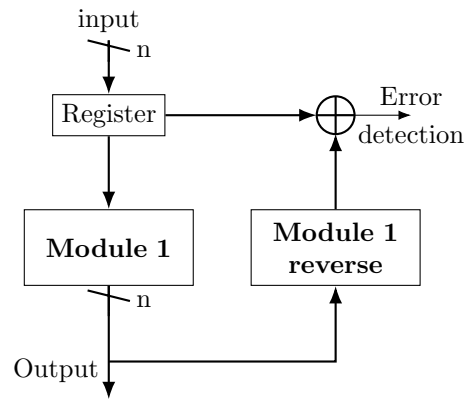 input
n
Register
Error
detection
Module 1
Module 1
reverse
n
Output